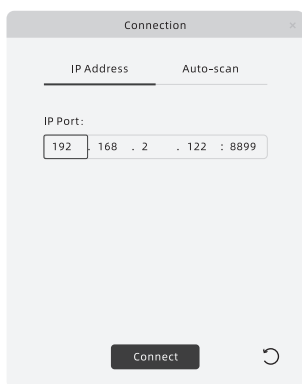 Connection
IP Address Auto-scan
IP Port:
192 . 168 . 2 . 122 : 8899
Connect